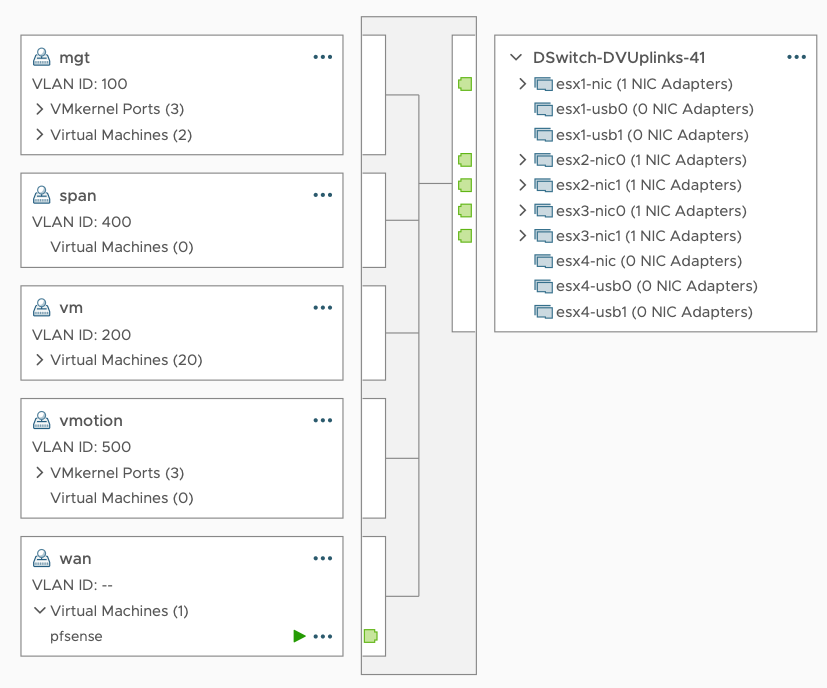 mgt
VLAN ID: 100
VMkernel Ports (3)
Virtual Machines (2)
span
VLAN ID: 400
Virtual Machines (0)
vm
VLAN ID: 200
Virtual Machines (20)
vmotion
VLAN ID: 500
VMkernel Ports (3)
Virtual Machines (0)
wan
VLAN ID: --
Virtual Machines (1)
pfsense
DSwitch-DVUplinks-41
esx1-nic (1 NIC Adapters)
esx1-usb0 (0 NIC Adapters)
esx1-usb1 (0 NIC Adapters)
esx2-nic0 (1 NIC Adapters)
esx2-nic1 (1 NIC Adapters)
esx3-nic0 (1 NIC Adapters)
esx3-nic1 (1 NIC Adapters)
esx4-nic (0 NIC Adapters)
esx4-usb0 (0 NIC Adapters)
esx4-usb1 (0 NIC Adapters)